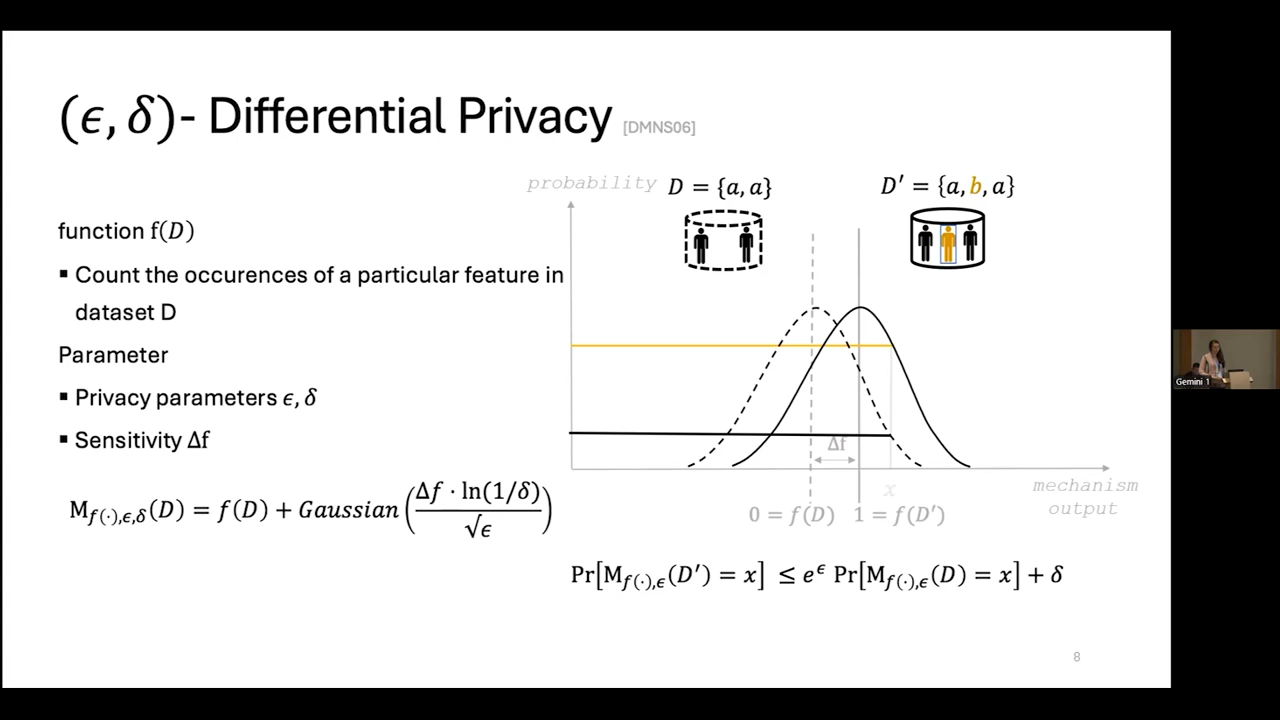 (ϵ, δ)- Differential Privacy [DMNS06]
function f(D)
▪ Count the occurences of a particular feature in
dataset D
Parameter
▪ Privacy parameters ϵ, δ
▪ Sensitivity Δf
M_{f(·),ϵ,δ}(D) = f(D) + Gaussian (Δf · ln(1/δ) / √ϵ)
probability
D = {a, a}
D′ = {a, b, a}
Δf
x
mechanism
output
0 = f(D)
1 = f(D′)
Pr[M_{f(·),ϵ}(D′) = x] ≤ e^ϵ Pr[M_{f(·),ϵ}(D) = x] + δ
8
Gemini 1